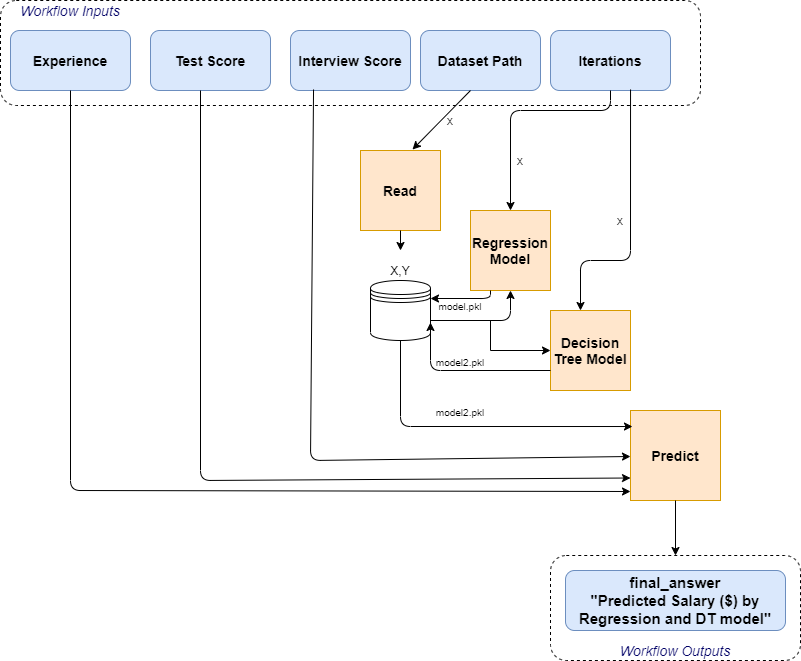 Workflow Inputs
Experience
Test Score
Interview Score
Dataset Path
Iterations
X
X
X
Read
Regression
Model
X,Y
model.pkl
Decision
Tree Model
model2.pkl
model2.pkl
Predict
final_answer
"Predicted Salary ($) by
Regression and DT model"
Workflow Outputs